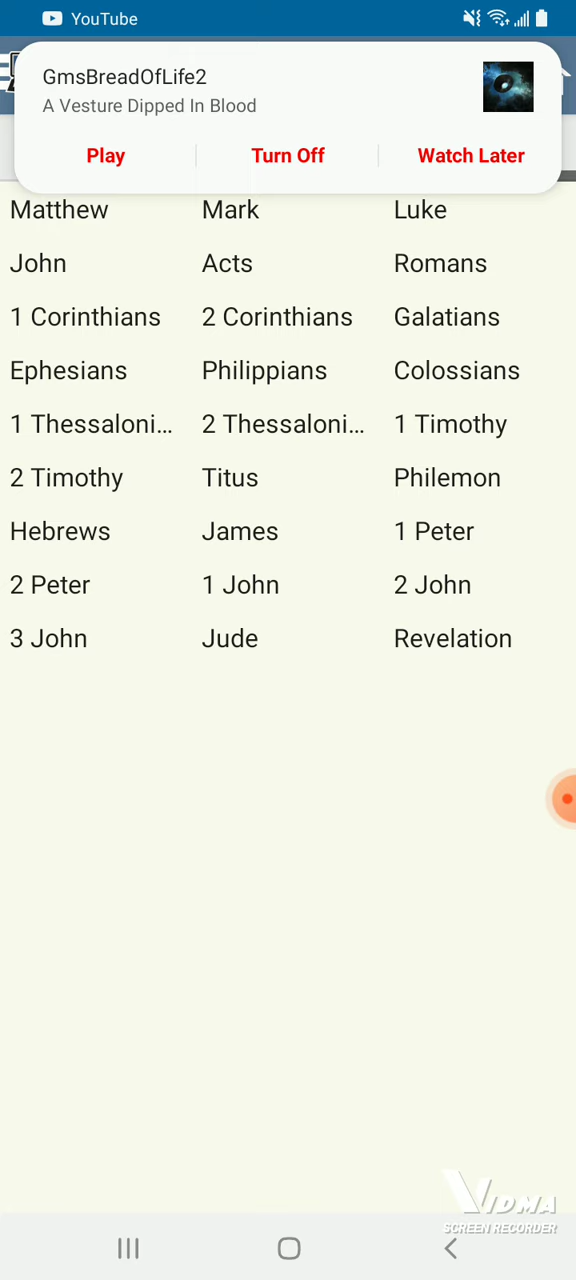 YouTube
GmsBreadOfLife2
A Vesture Dipped In Blood
Play Turn Off Watch Later
Matthew Mark Luke
John Acts Romans
1 Corinthians 2 Corinthians Galatians
Ephesians Philippians Colossians
1 Thessaloni... 2 Thessaloni... 1 Timothy
2 Timothy Titus Philemon
Hebrews James 1 Peter
2 Peter 1 John 2 John
3 John Jude Revelation
VIDMA
SCREEN RECORDER